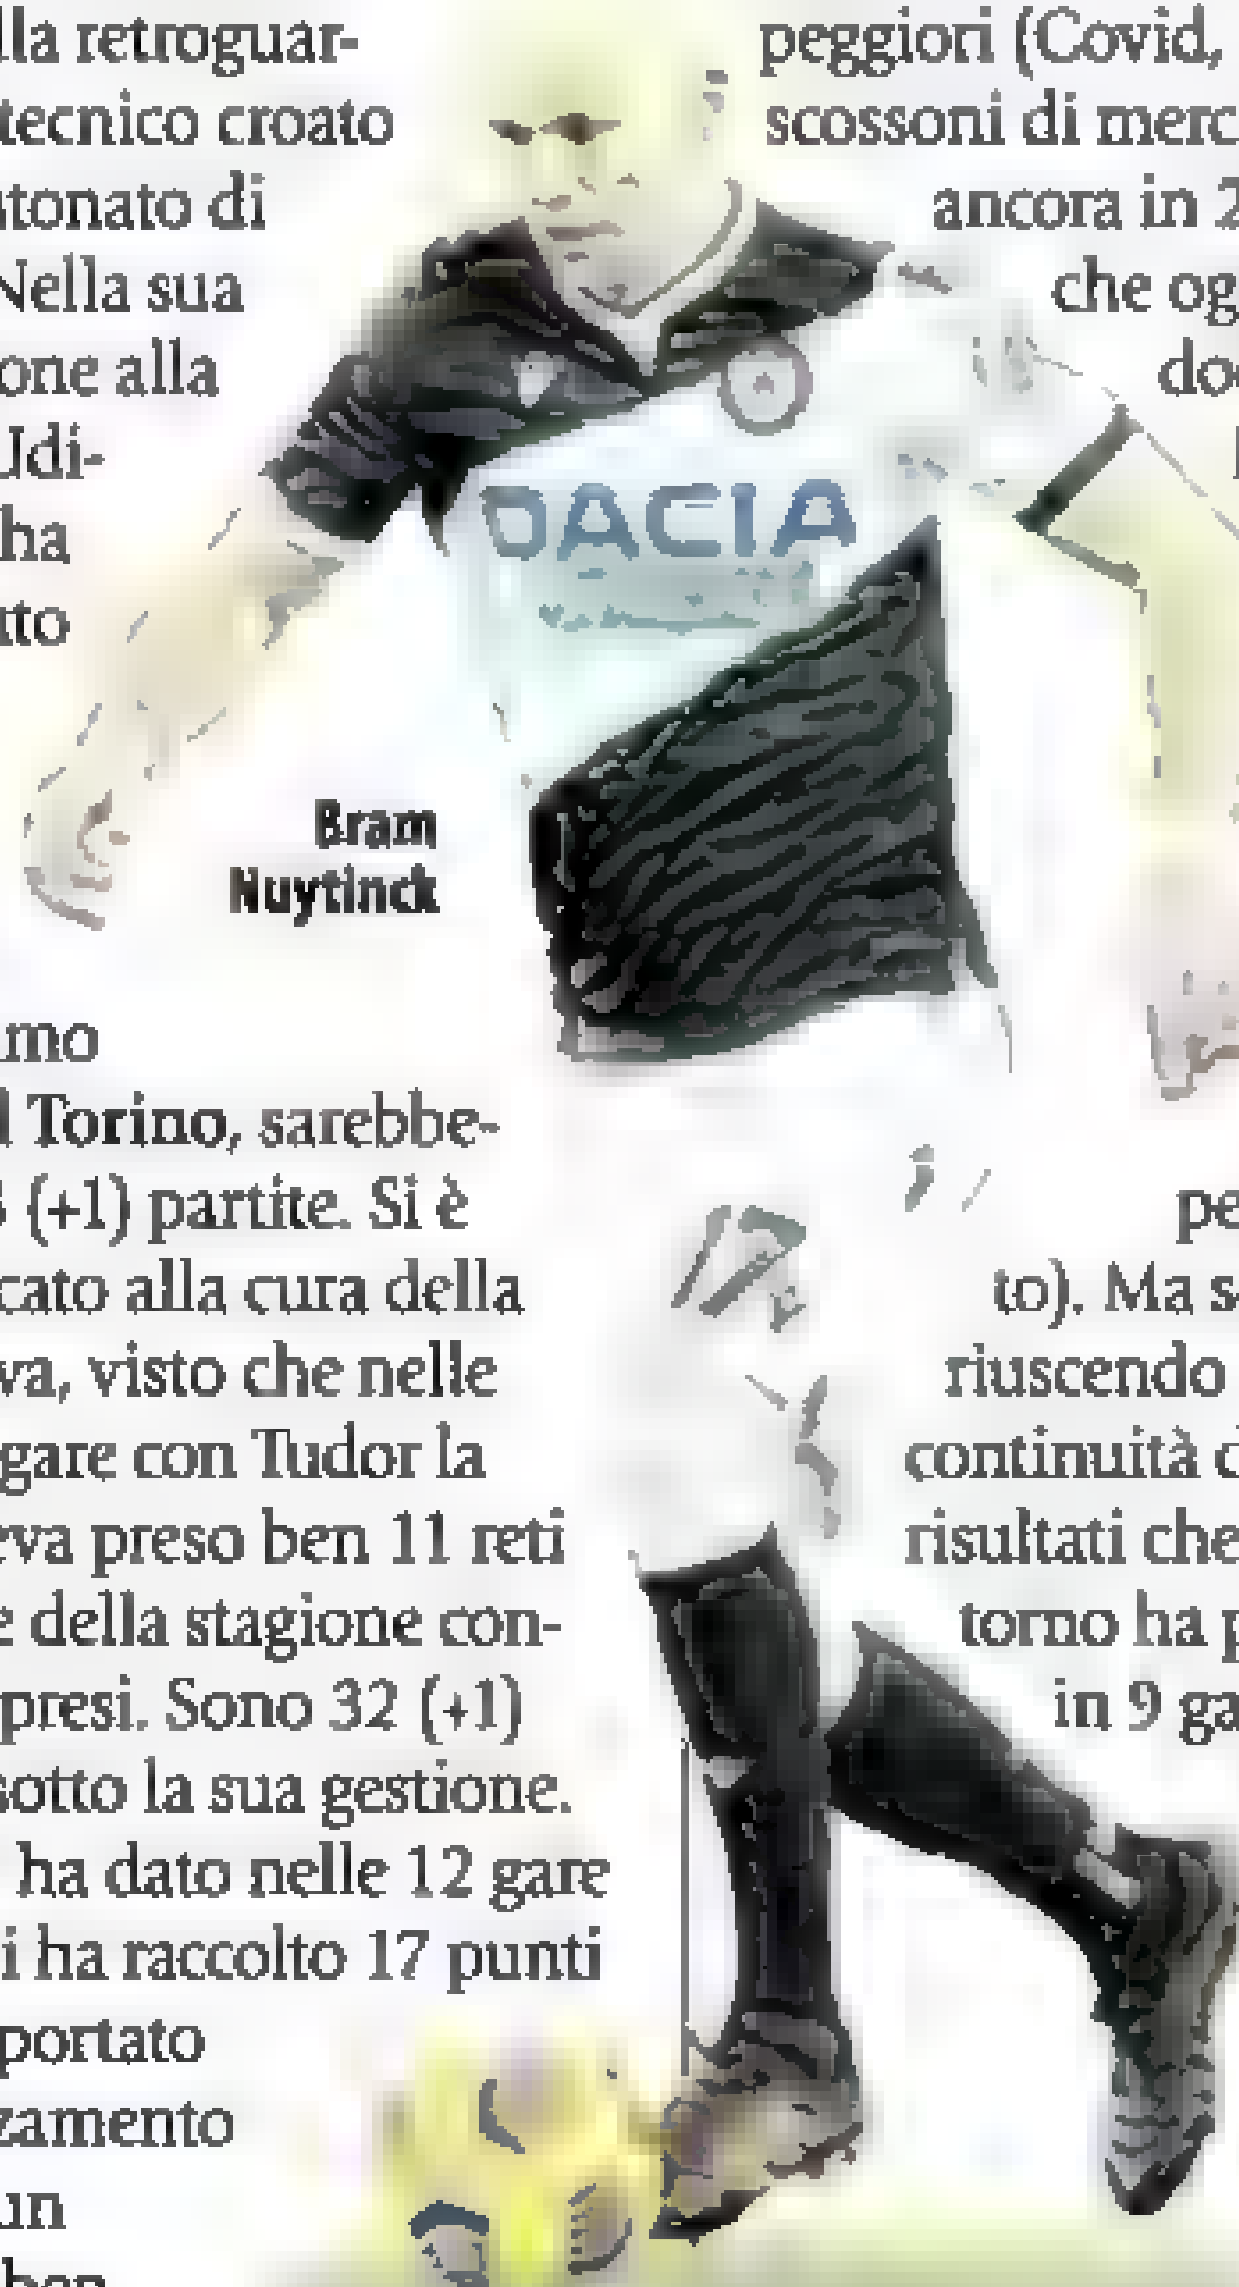 lla retroguar-
tecnico croato
utonato di
Nella sua
one alla
Udi-
ha
tto
Bram
Nuytinck
mo
l Torino, sarebbe-
(+1) partite. Si è
cato alla cura della
va, visto che nelle
gare con Tudor la
eva preso ben 11 reti
e della stagione con-
presi. Sono 32 (+1)
sotto la sua gestione.
ha dato nelle 12 gare
i ha raccolto 17 punti
portato
zamento
un
ben
DACIA
peggiori (Covid,
scossoni di merc
ancora in 2
che og
do
pe
to). Ma s
riuscendo
continuità d
risultati che
torno ha p
in 9 ga